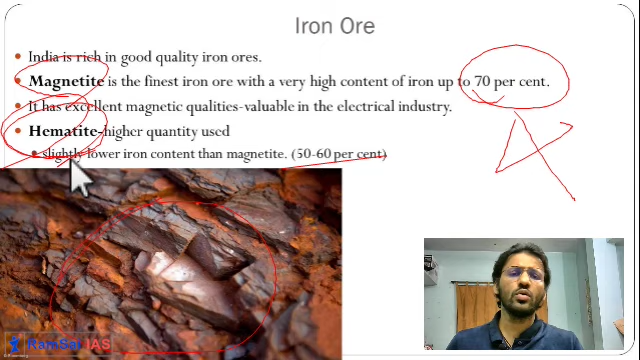 Iron Ore
• India is rich in good quality iron ores.
• Magnetite is the finest iron ore with a very high content of iron up to 70 per cent.
• It has excellent magnetic qualities-valuable in the electrical industry.
• Hematite-higher quantity used
• slightly lower iron content than magnetite. (50-60 per cent)
RamSai IAS